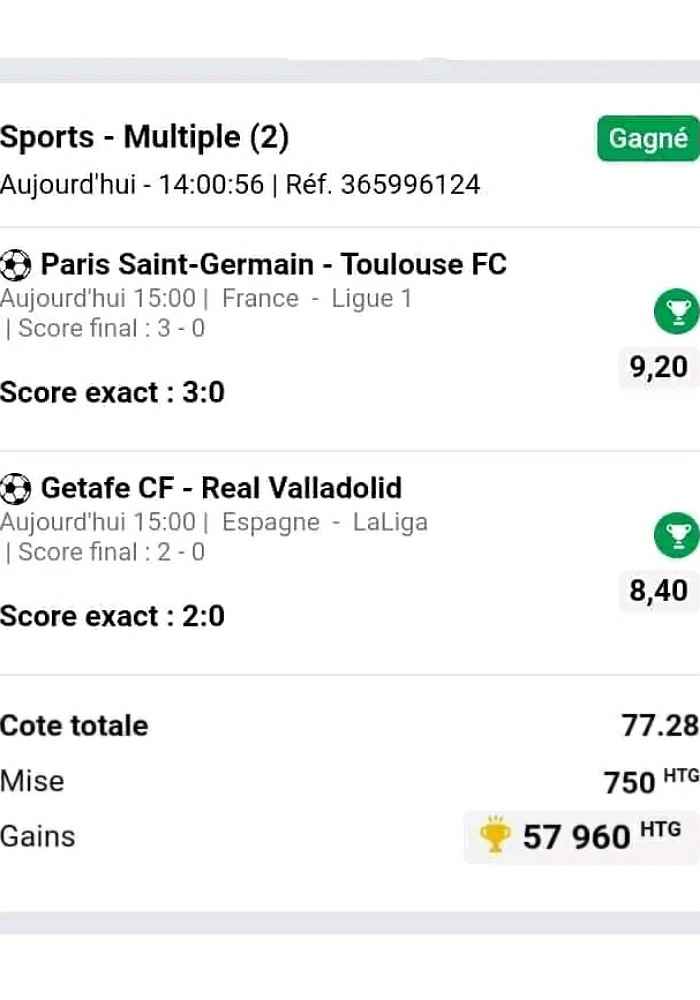 Sports - Multiple (2)
Gagné
Aujourd'hui - 14:00:56 | Réf. 365996124
Paris Saint-Germain - Toulouse FC
Aujourd'hui 15:00 | France - Ligue 1
| Score final : 3 - 0
9,20
Score exact : 3:0
Getafe CF - Real Valladolid
Aujourd'hui 15:00 | Espagne - LaLiga
| Score final : 2 - 0
8,40
Score exact : 2:0
Cote totale 77.28
Mise 750 HTG
Gains 57 960 HTG